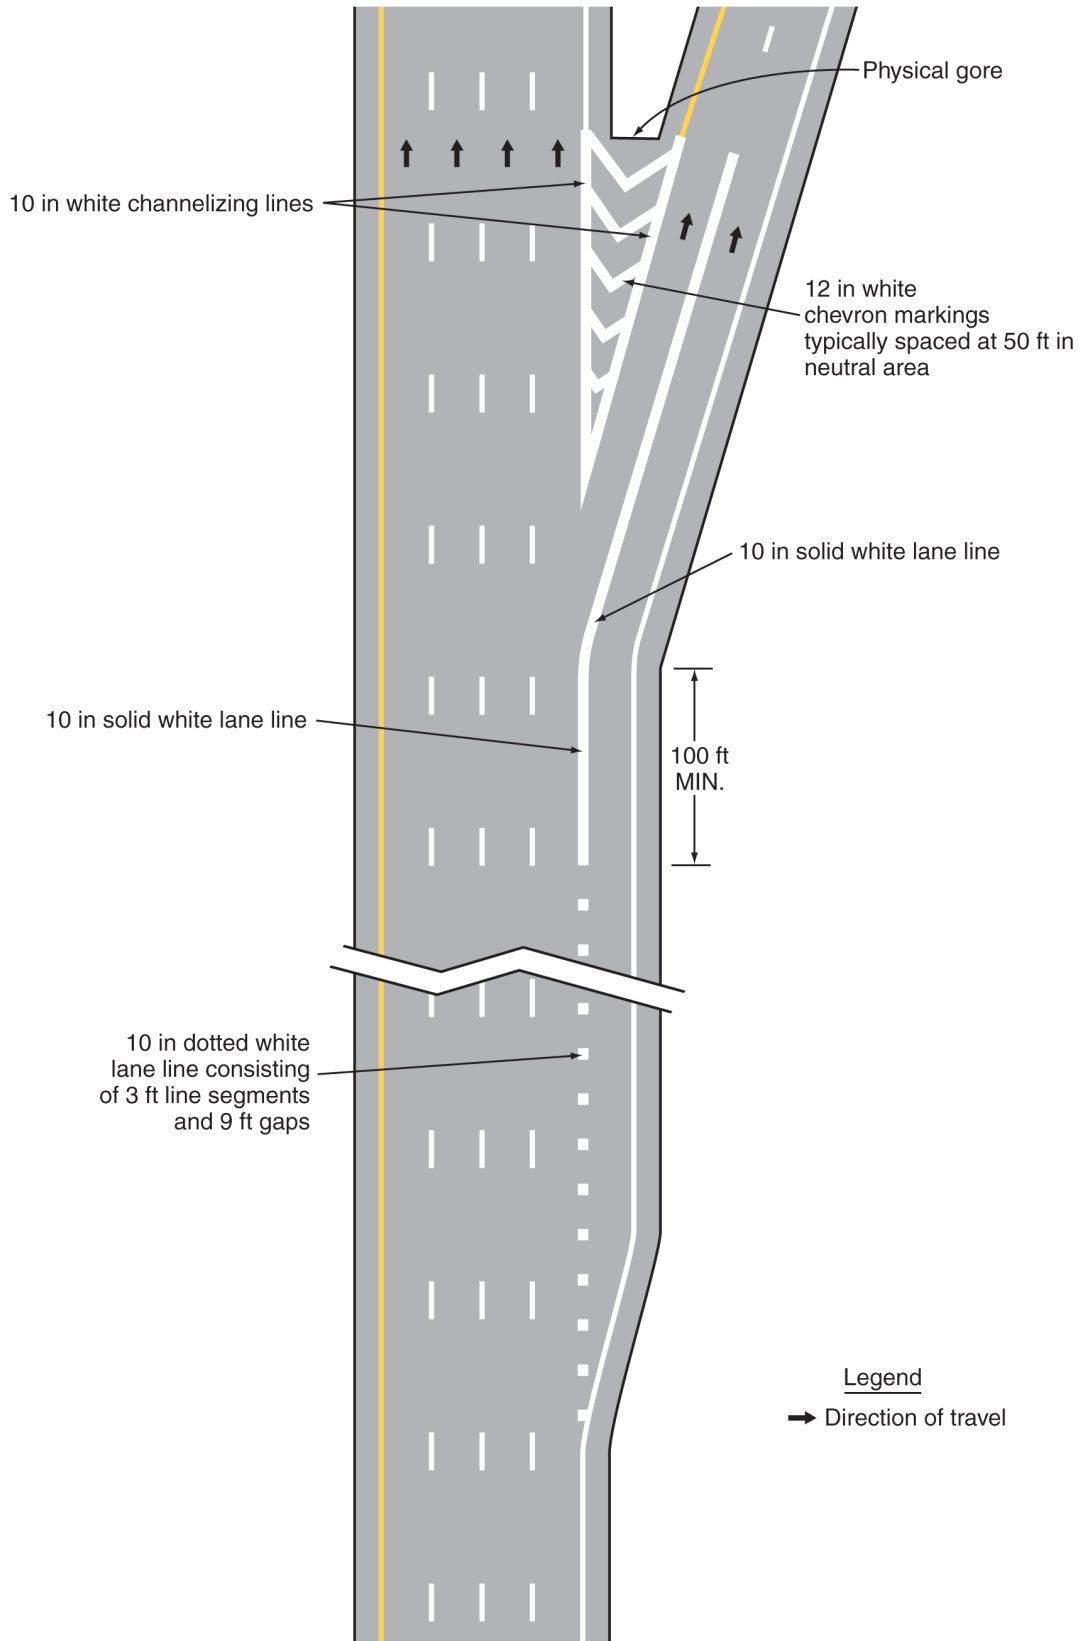 Physical gore
10 in white channelizing lines
12 in white
chevron markings
typically spaced at 50 ft in
neutral area
10 in solid white lane line
10 in solid white lane line
100 ft
MIN.
10 in dotted white
lane line consisting
of 3 ft line segments
and 9 ft gaps
Legend
Direction of travel